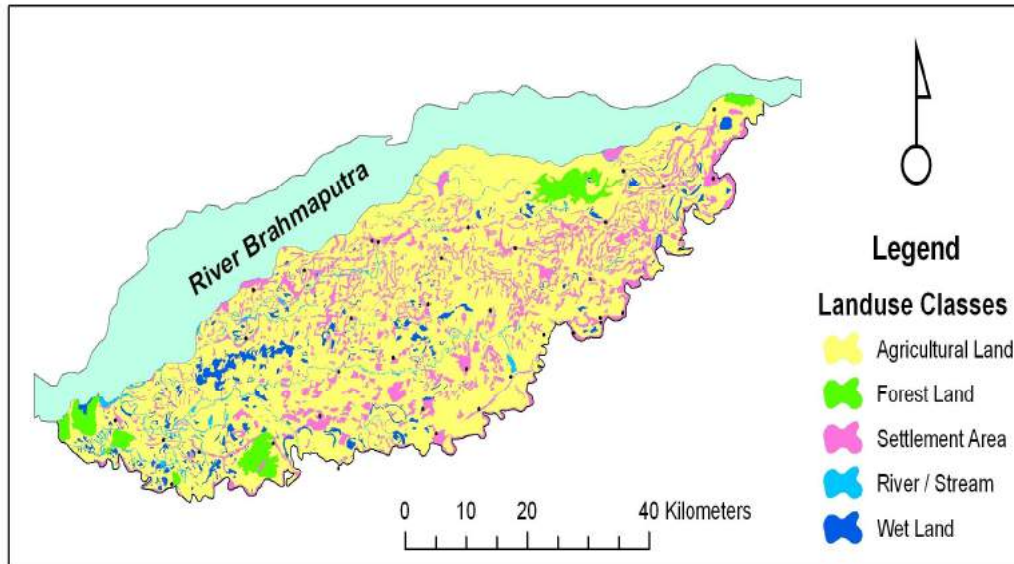 River Brahmaputra
Legend
Landuse Classes
Agricultural Land
Forest Land
Settlement Area
River / Stream
Wet Land
0 10 20 40 Kilometers